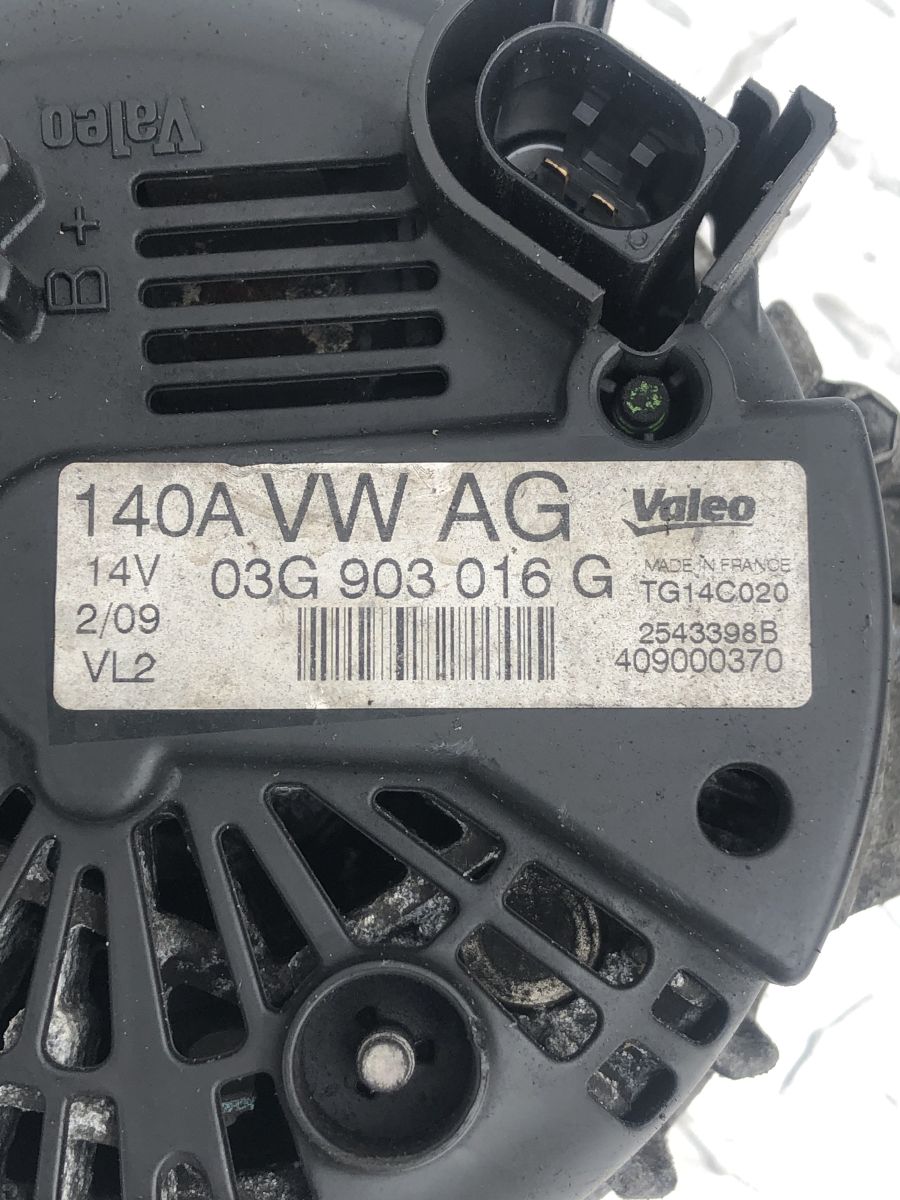 Valeo
B +
140A VW AG Valeo
14V 03G 903 016 G MADE IN FRANCE
TG14C020
2/09 2543398B
VL2 409000370